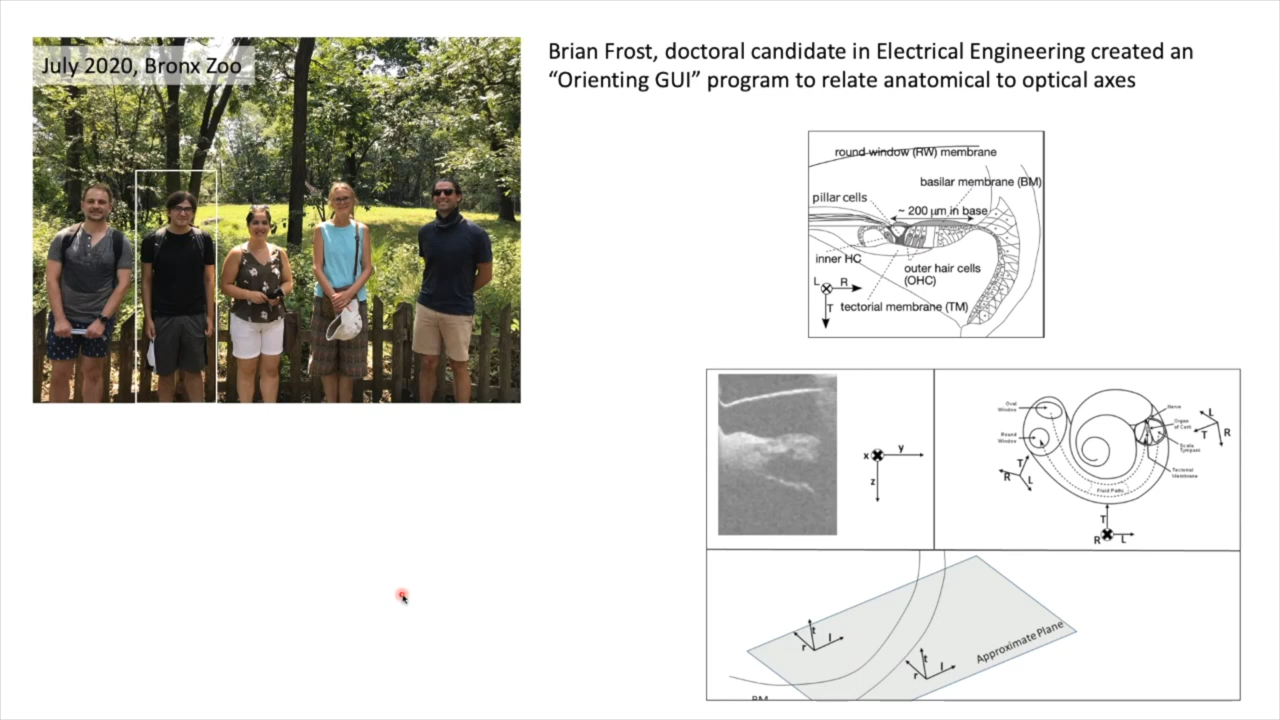 July 2020, Bronx Zoo
Brian Frost, doctoral candidate in Electrical Engineering created an
“Orienting GUI” program to relate anatomical to optical axes
round window (RW) membrane
basilar membrane (BM)
pillar cells
~ 200 µm in base
inner HC
outer hair cells
(OHC)
L R
T
tectorial membrane (TM)
x y
z
Oval
Window
Round
Window
Nerve
Organ
of Corti
Scala
Tympani
Tectorial
Membrane
L
T R
T
R L
Fluid Paths
T
R L
t
r l
t
r l
Approximate Plane
BM